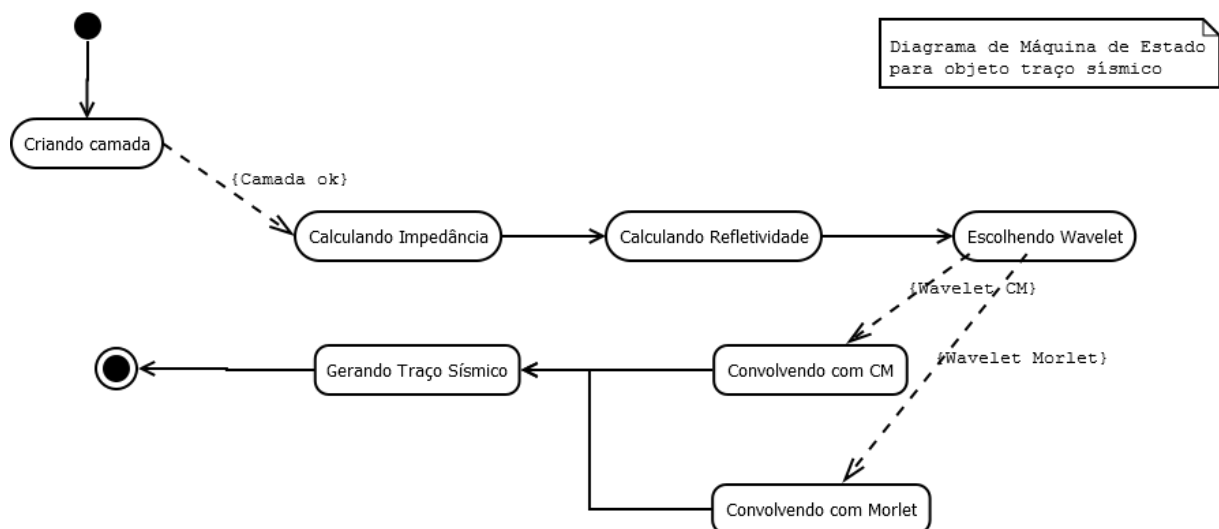 Diagrama de Máquina de Estado
para objeto traço sísmico
Criando camada
{Camada ok}
Calculando Impedância
Calculando Refletividade
Escolhendo Wavelet
{Wavelet CM}
{Wavelet Morlet}
Gerando Traço Sísmico
Convolvendo com CM
Convolvendo com Morlet